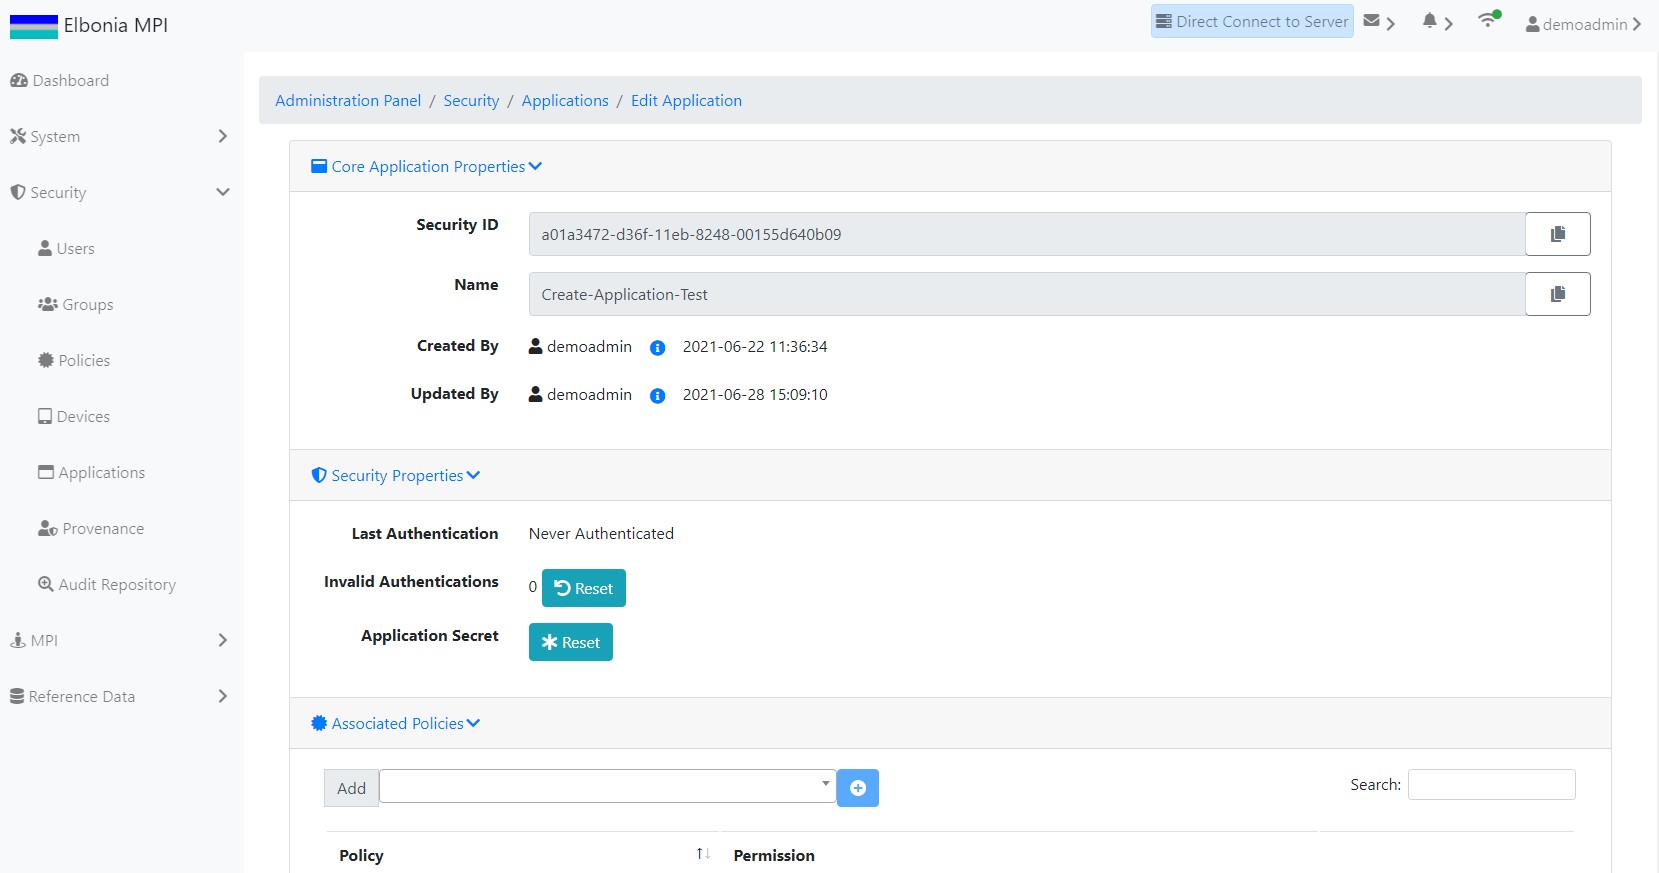 Elbonia MPI
Direct Connect to Server
demoadmin
Dashboard
System
Security
Users
Groups
Policies
Devices
Applications
Provenance
Audit Repository
MPI
Reference Data
Administration Panel / Security / Applications / Edit Application
Core Application Properties
Security ID a01a3472-d36f-11eb-8248-00155d640b09
Name Create-Application-Test
Created By demoadmin 2021-06-22 11:36:34
Updated By demoadmin 2021-06-28 15:09:10
Security Properties
Last Authentication Never Authenticated
Invalid Authentications 0 Reset
Application Secret Reset
Associated Policies
Add Search:
Policy Permission